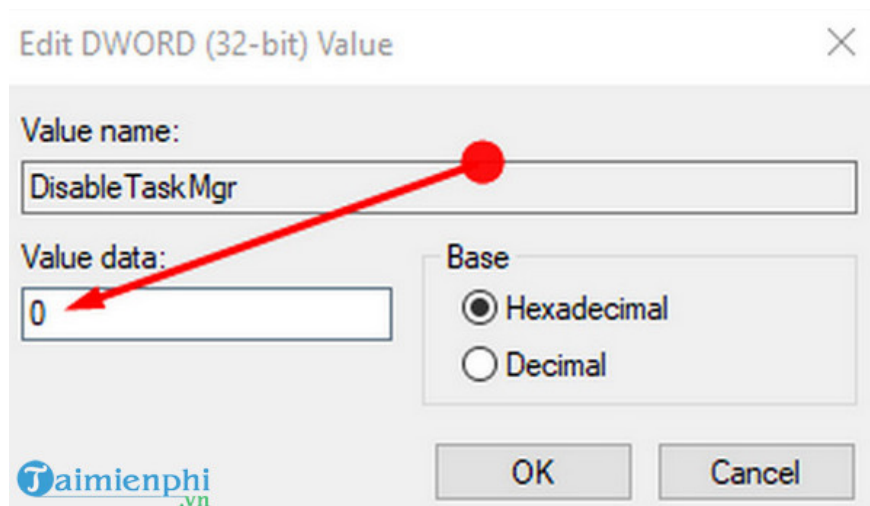 Edit DWORD (32-bit) Value
Value name:
DisableTaskMgr
Value data:
0
Base
Hexadecimal
Decimal
OK
Cancel
Taimienphi
.vn